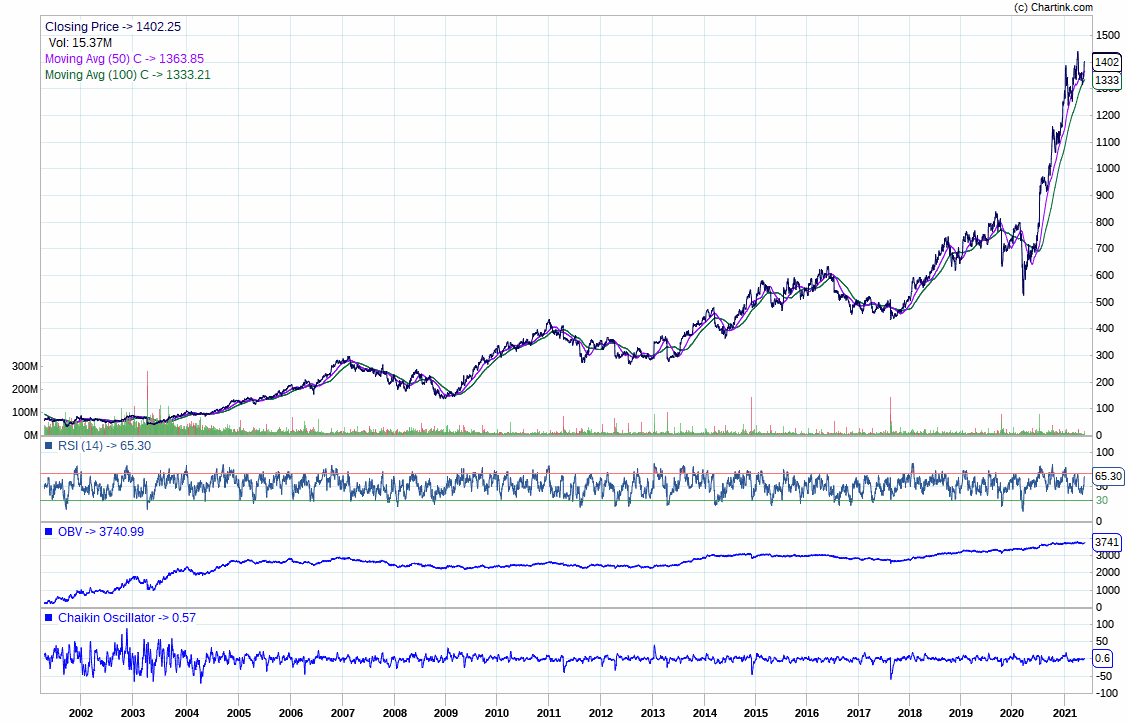 (c) Chartink.com
Closing Price -> 1402.25
Vol: 15.37M
Moving Avg (50) C -> 1363.85
Moving Avg (100) C -> 1333.21
1500
1402
1333
1300
1200
1100
1000
900
800
700
600
500
400
300
200
100
0
300M
200M
100M
0M
RSI (14) -> 65.30
100
65.30
50
30
0
OBV -> 3740.99
3741
3000
2000
1000
0
Chaikin Oscillator -> 0.57
100
50
0.6
-50
-100
2002 2003 2004 2005 2006 2007 2008 2009 2010 2011 2012 2013 2014 2015 2016 2017 2018 2019 2020 2021